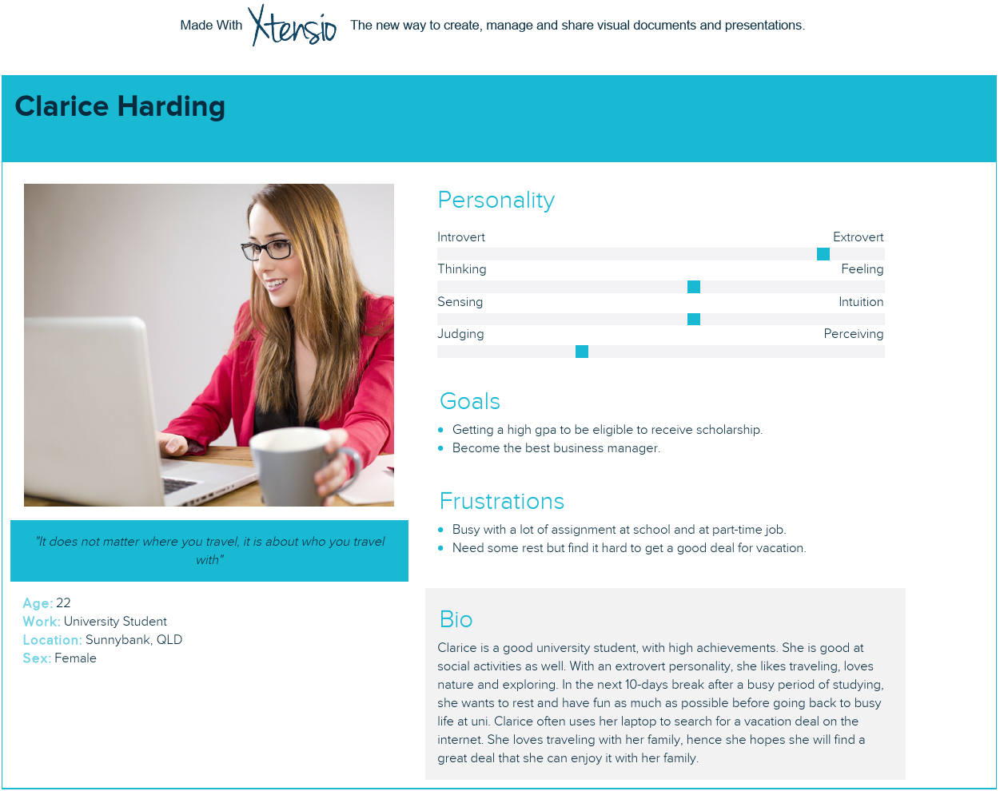 Made With Xtensio The new way to create, manage and share visual documents and presentations.
Clarice Harding
Personality
Introvert Extrovert
Thinking Feeling
Sensing Intuition
Judging Perceiving
Goals
Getting a high gpa to be eligible to receive scholarship.
Become the best business manager.
Frustrations
Busy with a lot of assignment at school and at part-time job.
Need some rest but find it hard to get a good deal for vacation.
"It does not matter where you travel, it is about who you travel
with"
Age: 22
Work: University Student
Location: Sunnybank, QLD
Sex: Female
Bio
Clarice is a good university student, with high achievements. She is good at
social activities as well. With an extrovert personality, she likes traveling, loves
nature and exploring. In the next 10-days break after a busy period of studying,
she wants to rest and have fun as much as possible before going back to busy
life at uni. Clarice often uses her laptop to search for a vacation deal on the
internet. She loves traveling with her family, hence she hopes she will find a
great deal that she can enjoy it with her family.